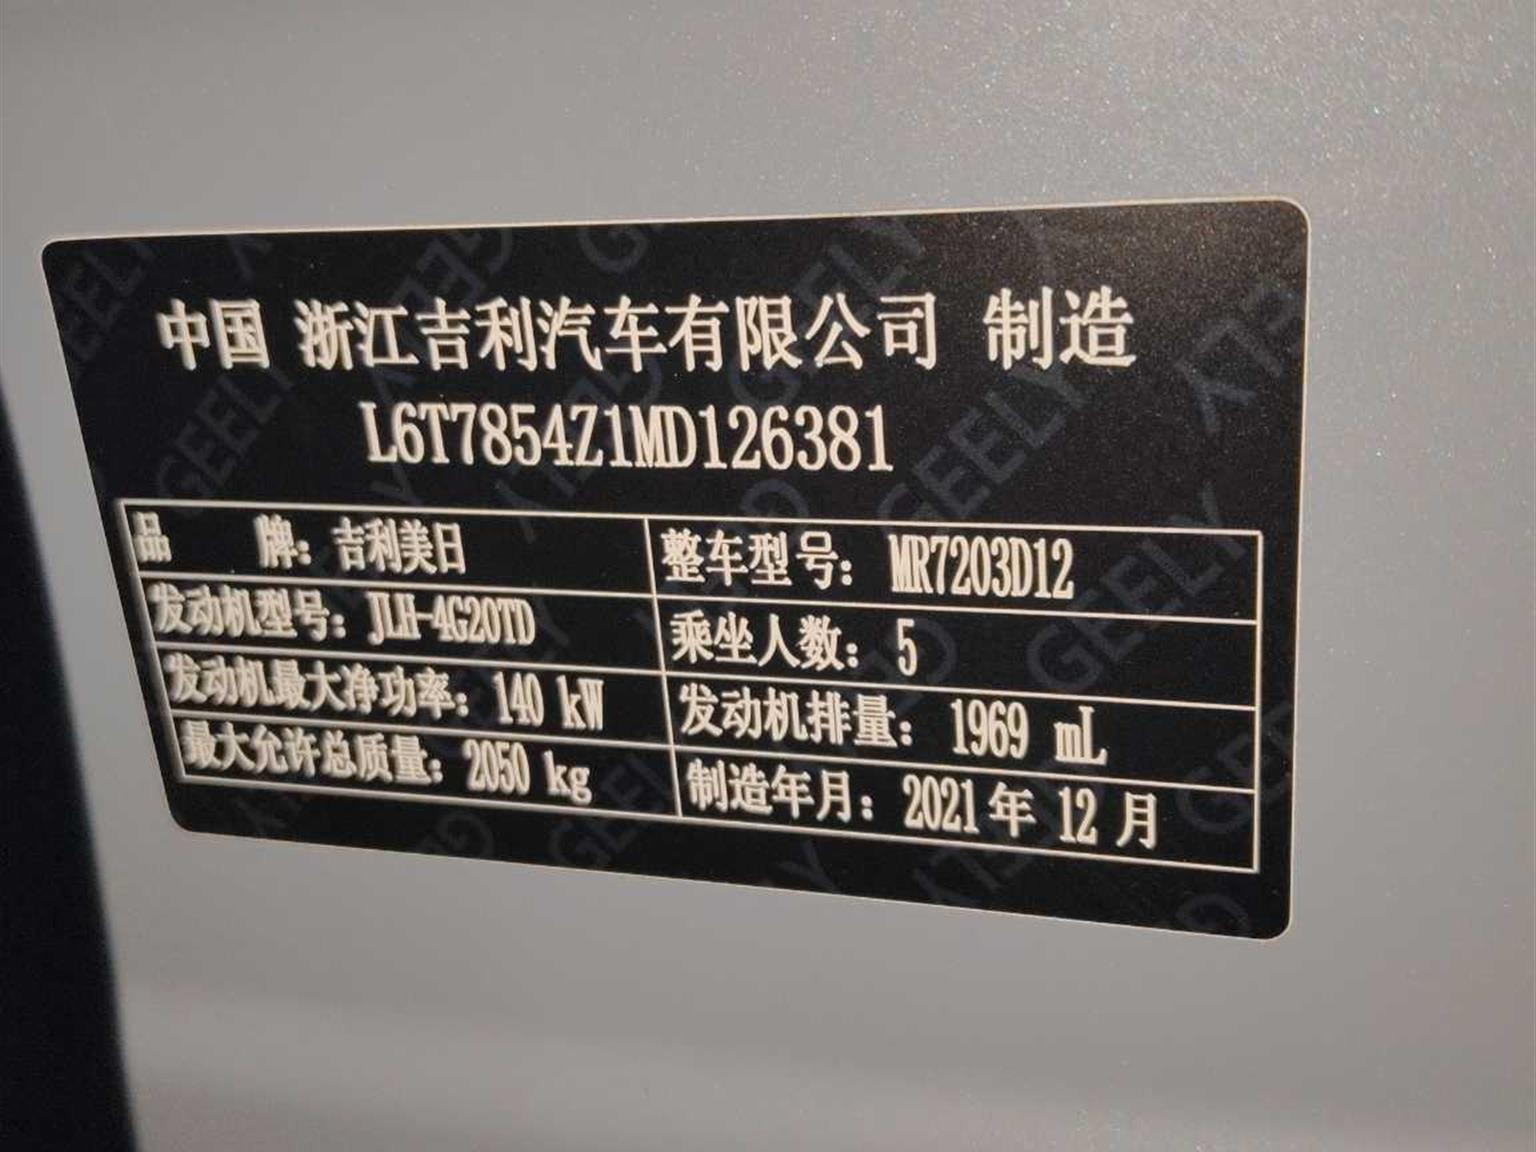 中国 浙江吉利汽车有限公司 制造
L6T7854Z1MD126381
品 牌：吉利美日 整车型号：MR7203D12
发动机型号：JLH-4G20TD 乘坐人数：5
发动机最大净功率：140 kW 发动机排量：1969 mL
最大允许总质量：2050 kg 制造年月：2021年 12 月